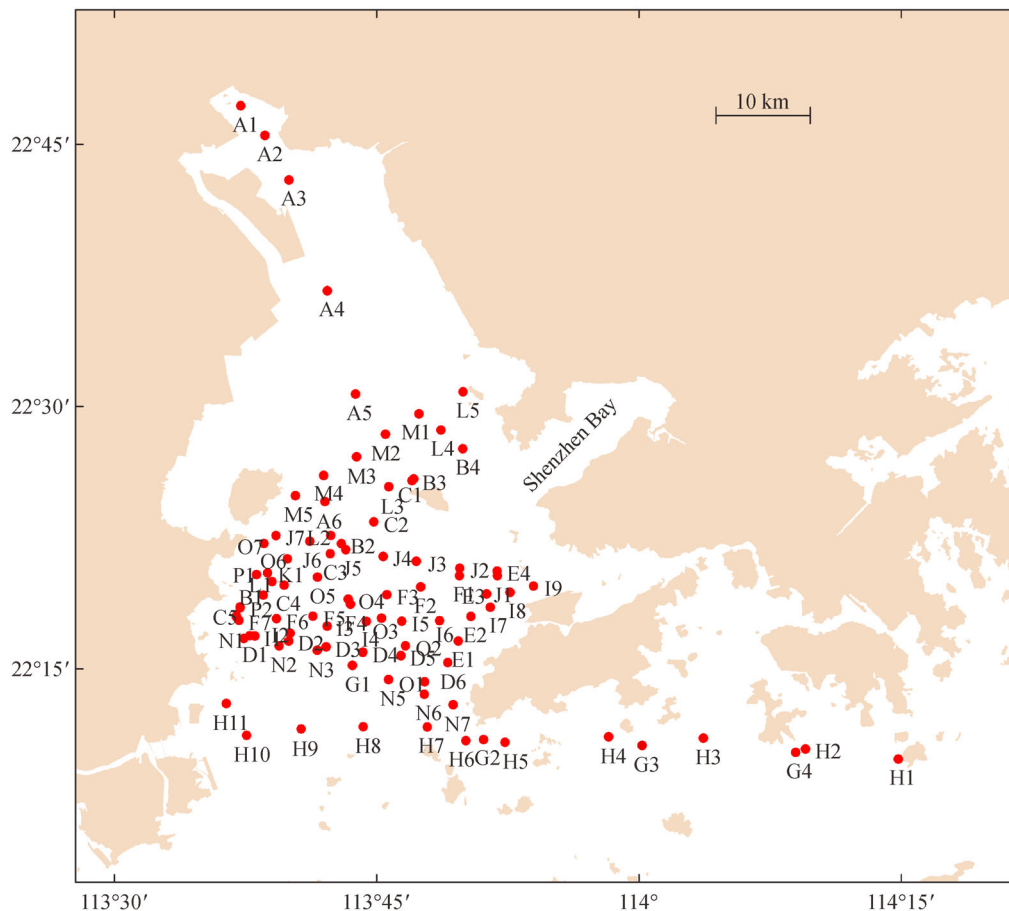 10 km
A1
22°45′
A2
A3
A4
22°30′
A5
L5
M1
L4
M2
B4
Shenzhen Bay
M3
B3
M4
C1
M5
L3
A6
C2
J7
L2
O7
B2
J6
J5
J4
J3
O6
J2
E4
P1
K1
C3
L1
I9
B1
O5
O4
F3
F1
E3
J1
C4
F2
I8
P2
C5
F7
F6
F5
F4
O3
I5
I7
I3
I6
E2
N1
I1
I2
D2
I4
D1
N2
N3
D3
D4
D5
O2
E1
22°15′
G1
D6
N5
O1
N6
N7
H11
H10
H9
H8
H7
H6
G2
H5
H4
G3
H3
G4
H2
H1
113°30′
113°45′
114°
114°15′